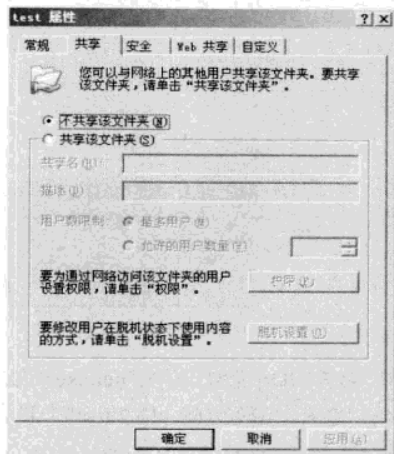 test 属性
常规 共享 安全 Web 共享 自定义
您可以与网络上的其他用户共享该文件夹。要共享
该文件夹，请单击“共享该文件夹”。
不共享该文件夹(N)
共享该文件夹(S)
共享名(H):
描述(D):
用户数限制: 最多用户(M)
允许的用户数量(W)
要为通过网络访问该文件夹的用户
设置权限，请单击“权限”。
权限(P)
要修改用户在脱机状态下使用内容
的方式，请单击“脱机设置”。
脱机设置(G)
确定 取消 应用(A)